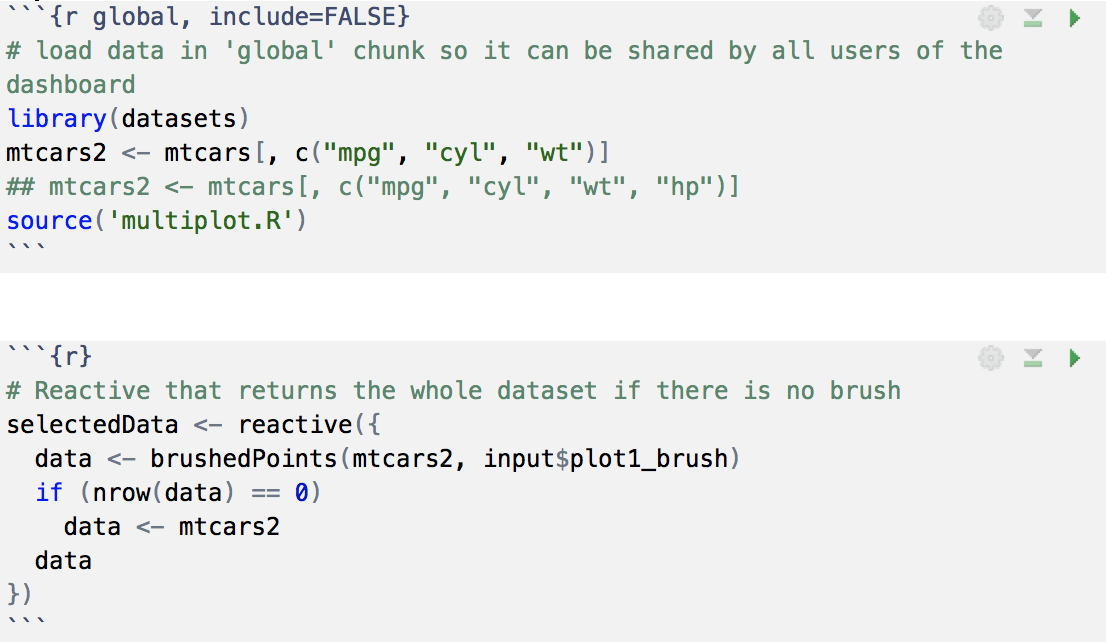 ```{r global, include=FALSE}
# load data in 'global' chunk so it can be shared by all users of the
dashboard
library(datasets)
mtcars2 <- mtcars[, c("mpg", "cyl", "wt")]
## mtcars2 <- mtcars[, c("mpg", "cyl", "wt", "hp")]
source('multiplot.R')
```
```{r}
# Reactive that returns the whole dataset if there is no brush
selectedData <- reactive({
  data <- brushedPoints(mtcars2, input$plot1_brush)
  if (nrow(data) == 0)
    data <- mtcars2
  data
})
```